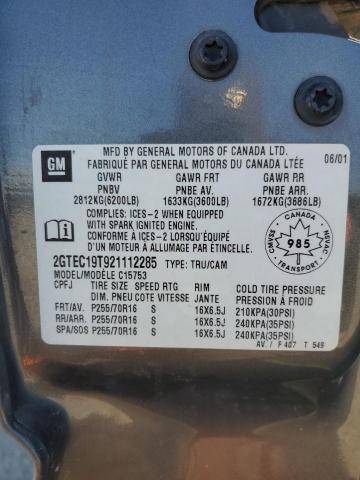 MFD BY GENERAL MOTORS OF CANADA LTD.
GM
FABRIQUÉ PAR GENERAL MOTORS DU CANADA LTÉE
06/01
GVWR GAWR FRT GAWR RR
PNBV PNBE AV. PNBE ARR.
2812KG(6200LB) 1633KG(3600LB) 1672KG(3686LB)
COMPLIES: ICES-2 WHEN EQUIPPED
WITH SPARK IGNITION ENGINE
D'UN MOTEUR À ALLUMAGE PAR ÉTINCELLE.
CONFORME: ICES-2 LORSQU'ÉQUIPÉ
2GTEC19T921112285 TYPE: TRU/CAM
CANADA
CMVSS 985 NSVAC
TRANSPORT
MODEL/MODÈLE C15753
CPFJ TIRE SIZE SPEED RTG RIM COLD TIRE PRESSURE
DIM. PNEU COTE VITESSE JANTE PRESSION À FROID
FRT/AV. P255/70R16 S 16X6.5J 210KPA(30PSI)
RR/ARR. P255/70R16 S 16X6.5J 240KPA(35PSI)
SPA/SOS P255/70R16 S 16X6.5J 240KPA(35PSI)
AV./ F407 T 549